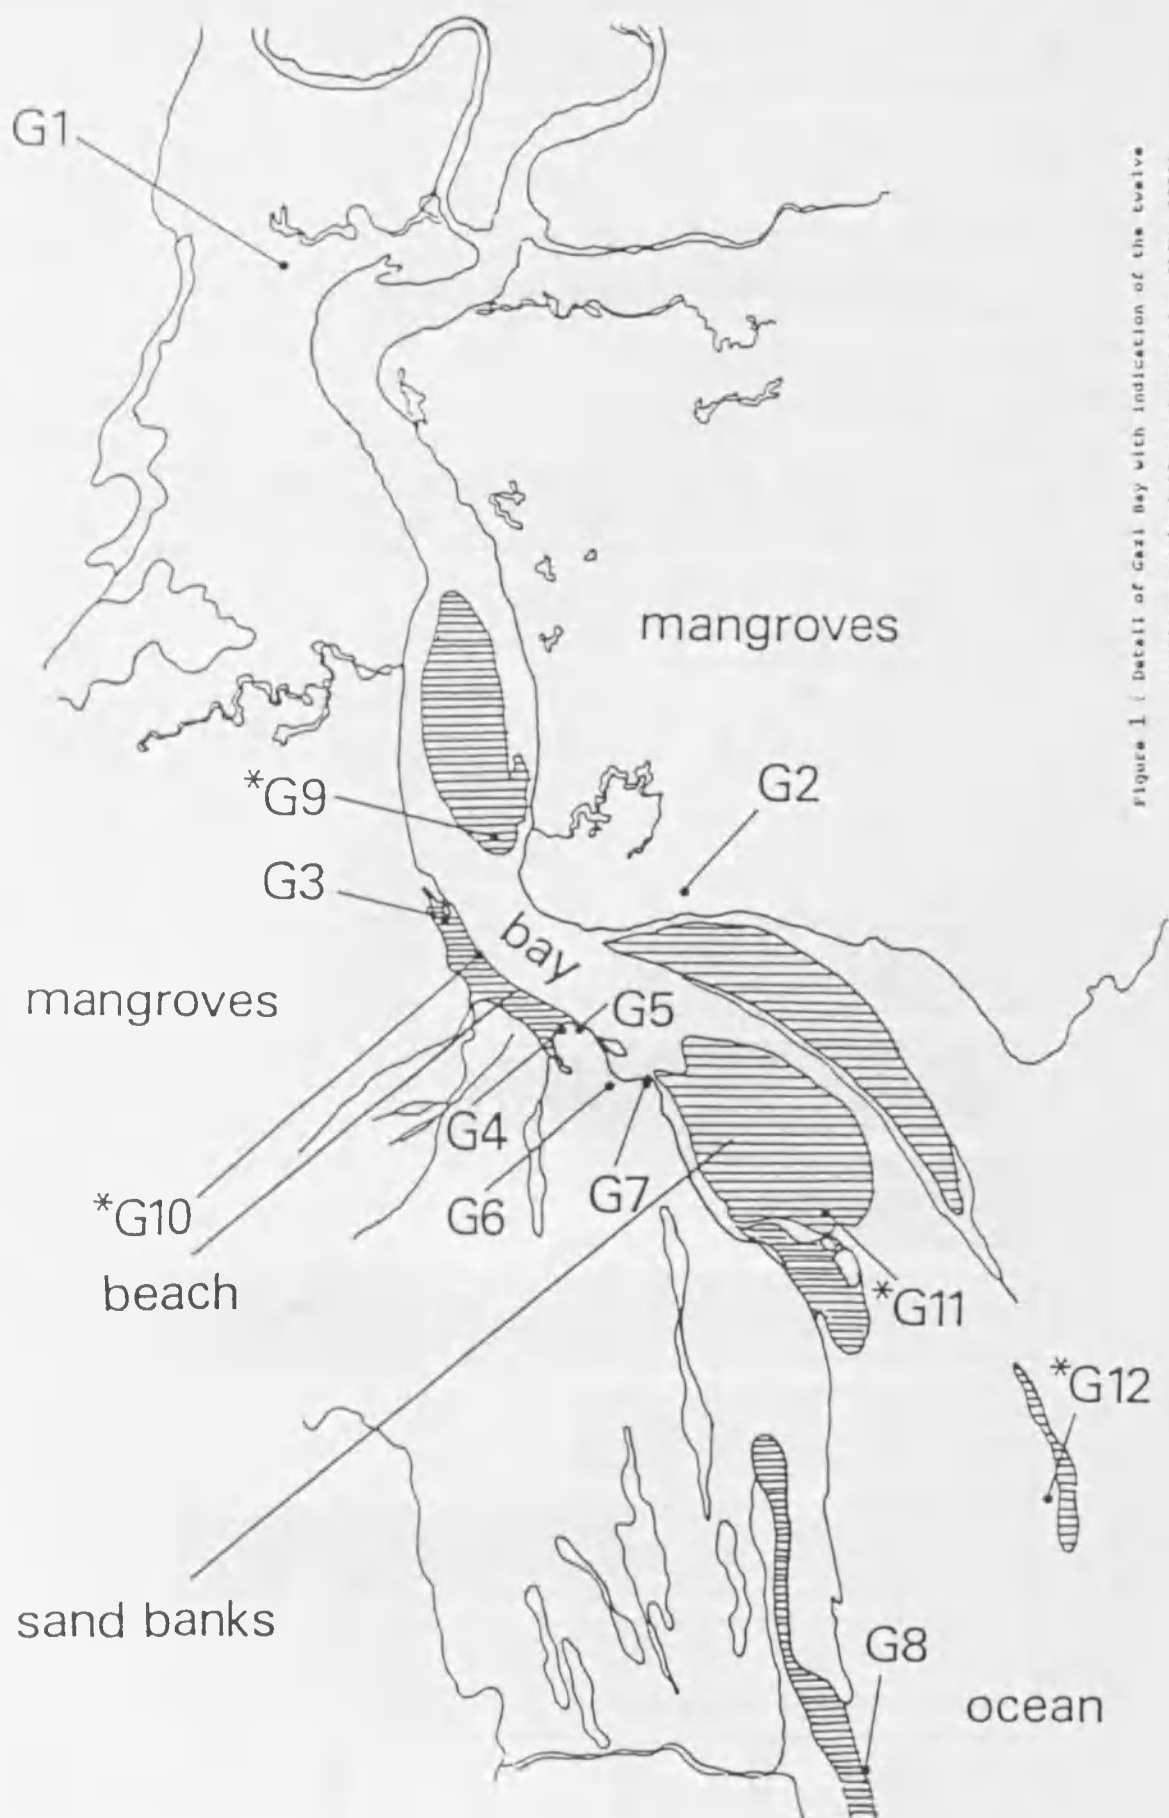 G1
mangroves
*G9
G2
G3
bay
mangroves
G5
G4
*G10
G6
G7
beach
*G11
*G12
sand banks
G8
ocean
Figure 1 : Detail of Gazi Bay with indication of the twelve